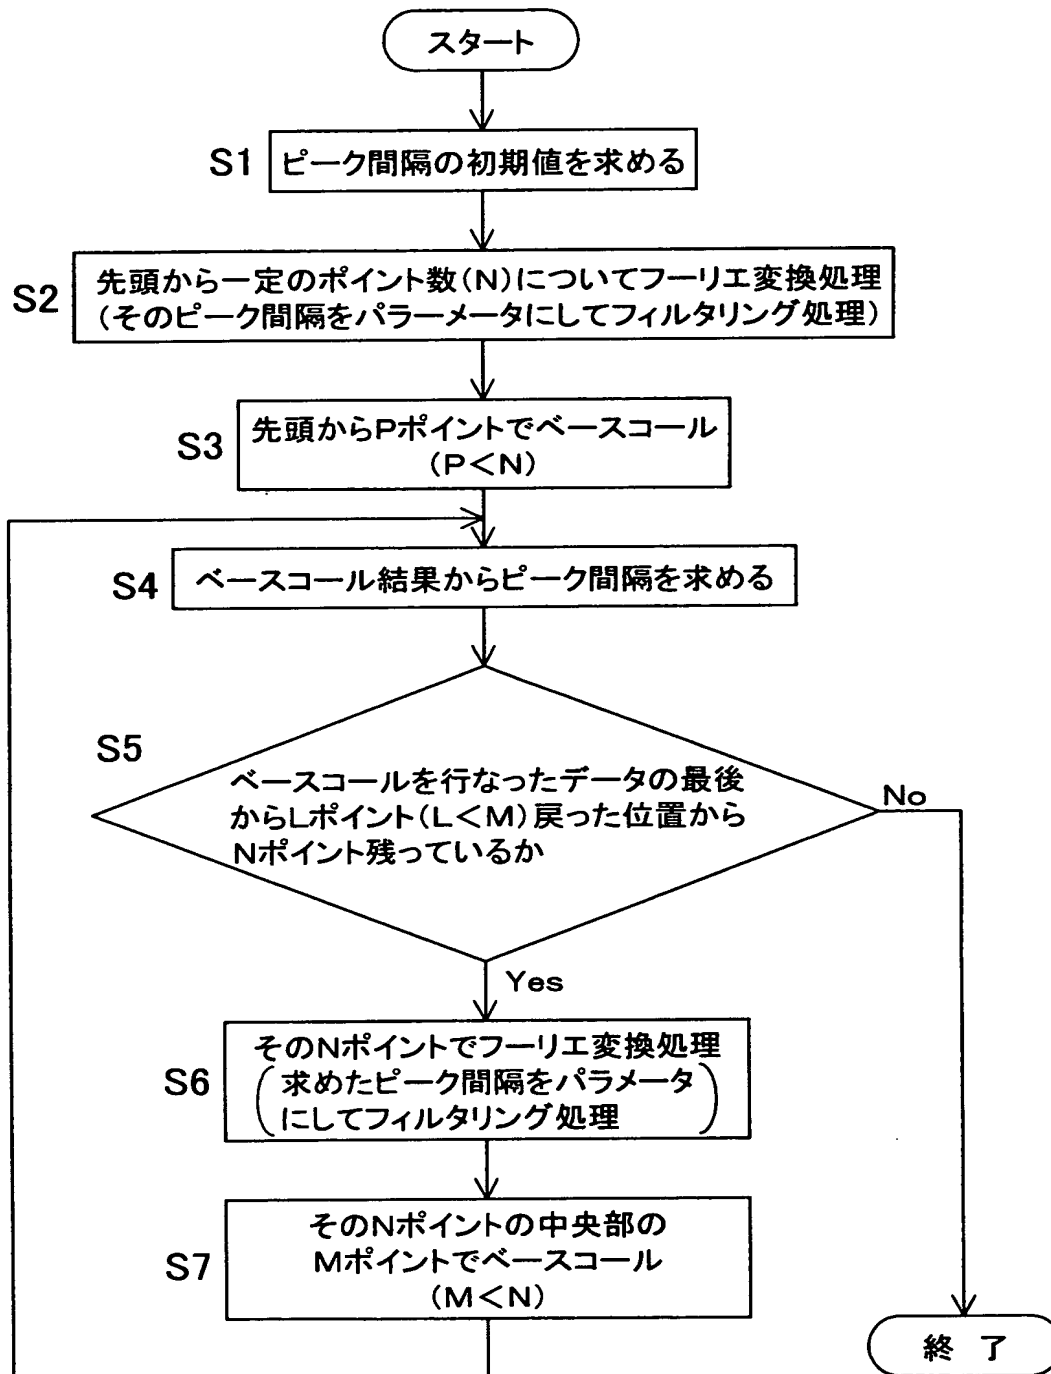 スタート
S1
ピーク間隔の初期値を求める
S2
先頭から一定のポイント数(N)についてフーリエ変換処理
(そのピーク間隔をパラーメータにしてフィルタリング処理)
S3
先頭からPポイントでベースコール
(P<N)
S4
ベースコール結果からピーク間隔を求める
S5
ベースコールを行なったデータの最後
からLポイント(L<M)戻った位置から
Nポイント残っているか
No
Yes
S6
そのNポイントでフーリエ変換処理
(求めたピーク間隔をパラメータ
にしてフィルタリング処理)
S7
そのNポイントの中央部の
Mポイントでベースコール
(M<N)
終 了